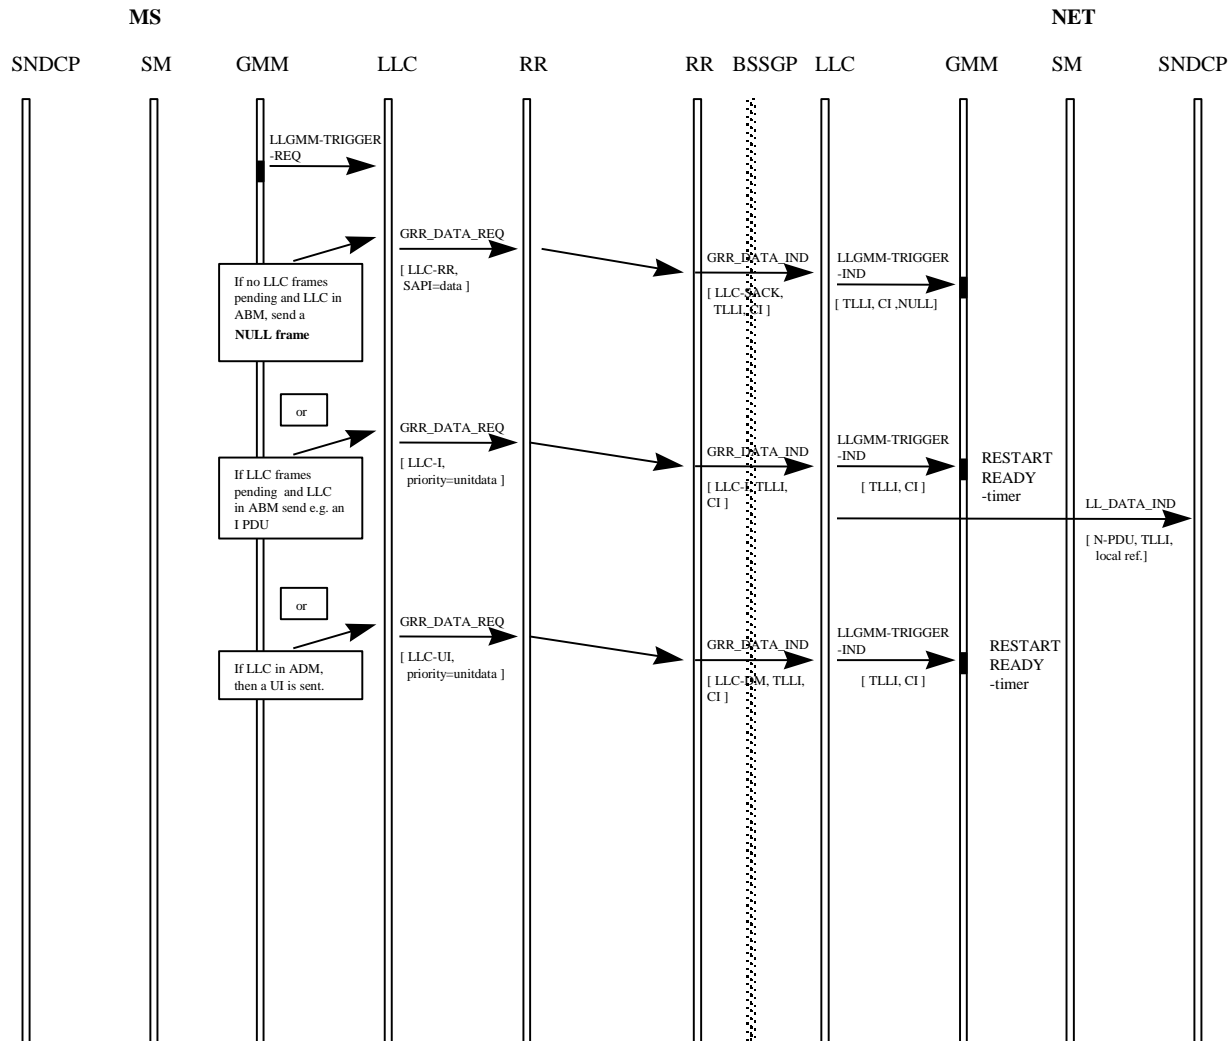 MS NET
SNDCP SM GMM LLC RR RR BSSGP LLC GMM SM SNDCP
LLGMM-TRIGGER
-REQ
GRR_DATA_REQ
[ LLC-RR,
SAPI=data ]
GRR_DATA_IND
[ LLC-SACK,
TLLI, CI ]
LLGMM-TRIGGER
-IND
[ TLLI, CI ,NULL]
If no LLC frames
pending and LLC in
ABM, send a
NULL frame
or
GRR_DATA_REQ
[ LLC-I,
priority=unitdata ]
GRR_DATA_IND
[ LLC-I, TLLI,
CI ]
LLGMM-TRIGGER
-IND
[ TLLI, CI ]
RESTART
READY
-timer
If LLC frames
pending and LLC
in ABM send e.g. an
I PDU
LL_DATA_IND
[ N-PDU, TLLI,
local ref.]
or
GRR_DATA_REQ
[ LLC-UI,
priority=unitdata ]
GRR_DATA_IND
[ LLC-DM, TLLI,
CI ]
LLGMM-TRIGGER
-IND
[ TLLI, CI ]
RESTART
READY
-timer
If LLC in ADM,
then a UI is sent.